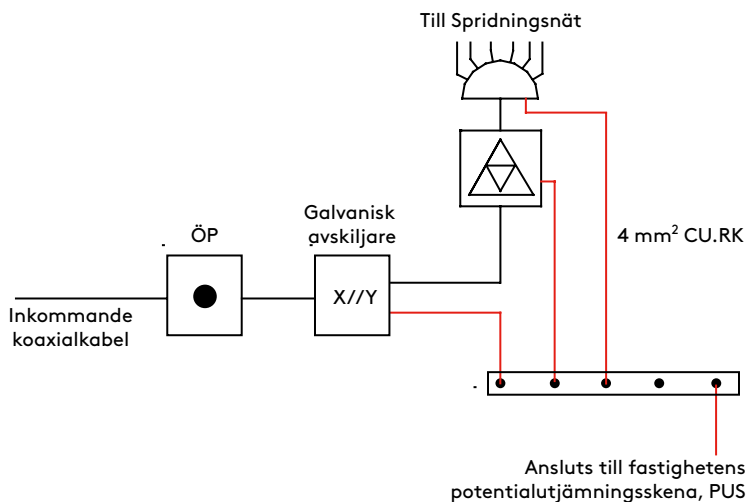 Till Spridningsnät
Galvanisk
avskiljare
ÖP
4 mm² CU.RK
X//Y
Inkommande
koaxialkabel
Ansluts till fastighetens
potentialutjämningsskena, PUS